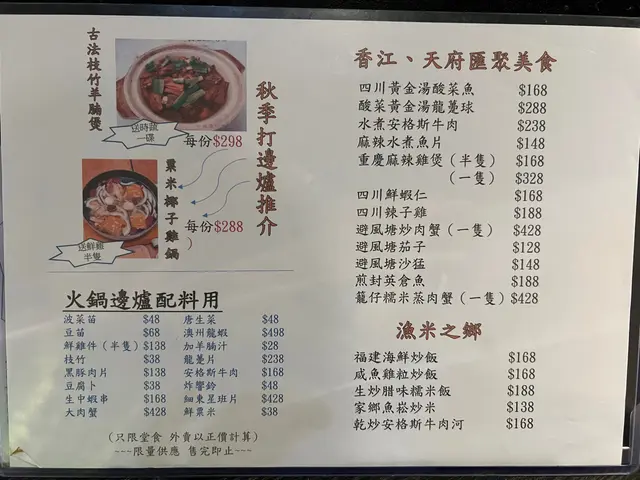 古法枝竹羊腩煲
送時蔬
一碟
每份$298
秋季打邊爐推介
粟米椰子雞鍋
送鮮雞
半隻
每份$288
)
火鍋邊爐配料用
菠菜苗 $48 唐生菜 $48
豆苗 $68 澳州龍蝦 $498
鮮雞件(半隻) $138 加羊腩汁 $28
枝竹 $38 龍躉片 $238
黑豚肉片 $138 安格斯牛肉 $168
豆腐卜 $38 炸響鈴 $48
生中蝦串 $168 細東星班片 $428
大肉蟹 $428 鮮粟米 $38
(只限堂食 外賣以正價計算)
~~~限量供應 售完即止~~~
香江、天府匯聚美食
四川黃金湯酸菜魚 $168
酸菜黃金湯龍躉球 $288
水煮安格斯牛肉 $238
麻辣水煮魚片 $148
重慶麻辣雞煲(半隻) $168
(一隻) $328
四川鮮蝦仁 $168
四川辣子雞 $188
避風塘炒肉蟹(一隻) $428
避風塘茄子 $128
避風塘沙猛 $148
煎封英倉魚 $188
籠仔糯米蒸肉蟹(一隻) $428
漁米之鄉
福建海鮮炒飯 $168
咸魚雞粒炒飯 $168
生炒腊味糯米飯 $188
家鄉魚崧炒米 $138
乾炒安格斯牛肉河 $168